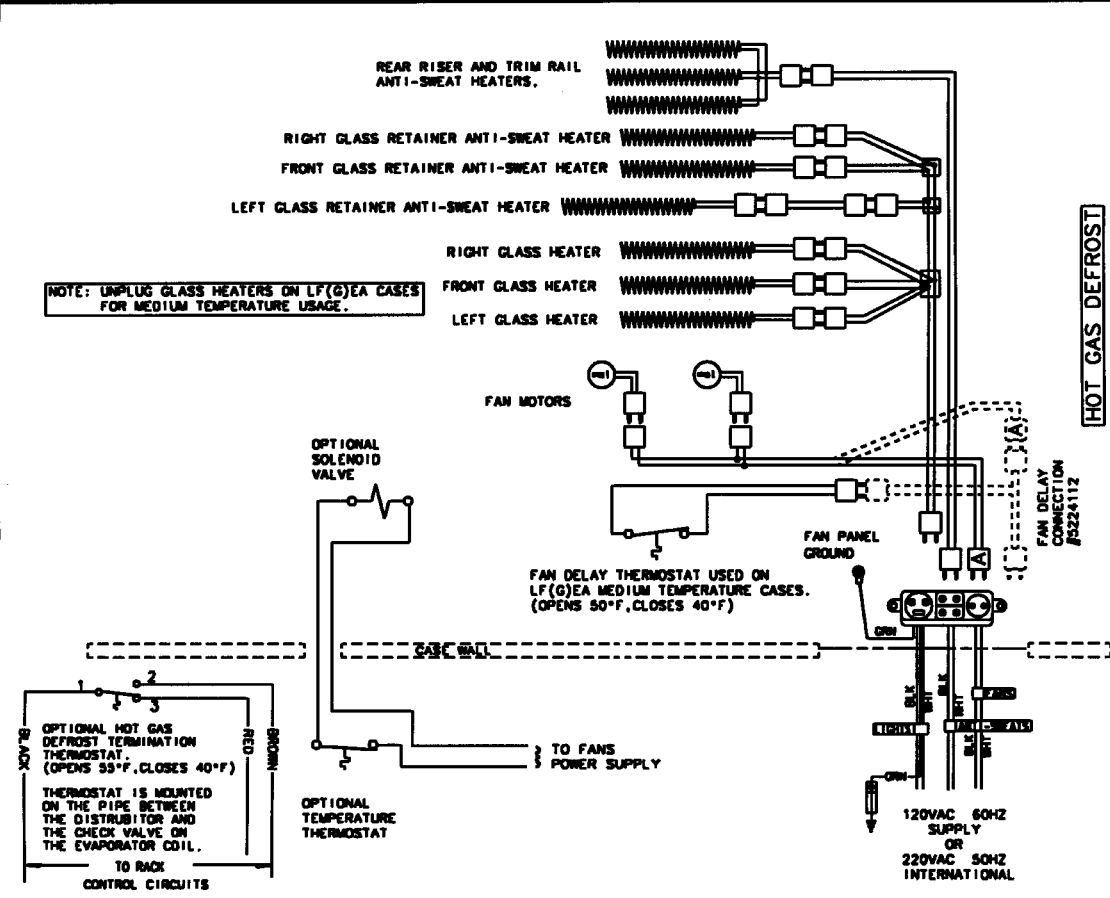 REAR RISER AND TRIM RAIL
ANTI-SWEAT HEATERS.
RIGHT GLASS RETAINER ANTI-SWEAT HEATER
FRONT GLASS RETAINER ANTI-SWEAT HEATER
LEFT GLASS RETAINER ANTI-SWEAT HEATER
RIGHT GLASS HEATER
FRONT GLASS HEATER
LEFT GLASS HEATER
NOTE: UNPLUG GLASS HEATERS ON LF(G)EA CASES
FOR MEDIUM TEMPERATURE USAGE.
HOT GAS DEFROST
FAN MOTORS
OPTIONAL
SOLENOID
VALVE
A
FAN DELAY
CONNECTION
#5224112
FAN PANEL
GROUND
A
FAN DELAY THERMOSTAT USED ON
LF(G)EA MEDIUM TEMPERATURE CASES.
(OPENS 50°F,CLOSES 40°F)
GRN
CASE WALL
1
2
3
BLK
WHT
BLK
WHT
FANS
LIGHTS
ANTI-SWEATS
BLK
WHT
GRN
BLACK
RED
BROWN
OPTIONAL HOT GAS
DEFROST TERMINATION
THERMOSTAT.
(OPENS 55°F,CLOSES 40°F)
THERMOSTAT IS MOUNTED
ON THE PIPE BETWEEN
THE DISTRUBITOR AND
THE CHECK VALVE ON
THE EVAPORATOR COIL.
TO RACK
CONTROL CIRCUITS
TO FANS
POWER SUPPLY
OPTIONAL
TEMPERATURE
THERMOSTAT
120VAC 60HZ
SUPPLY
OR
220VAC 50HZ
INTERNATIONAL